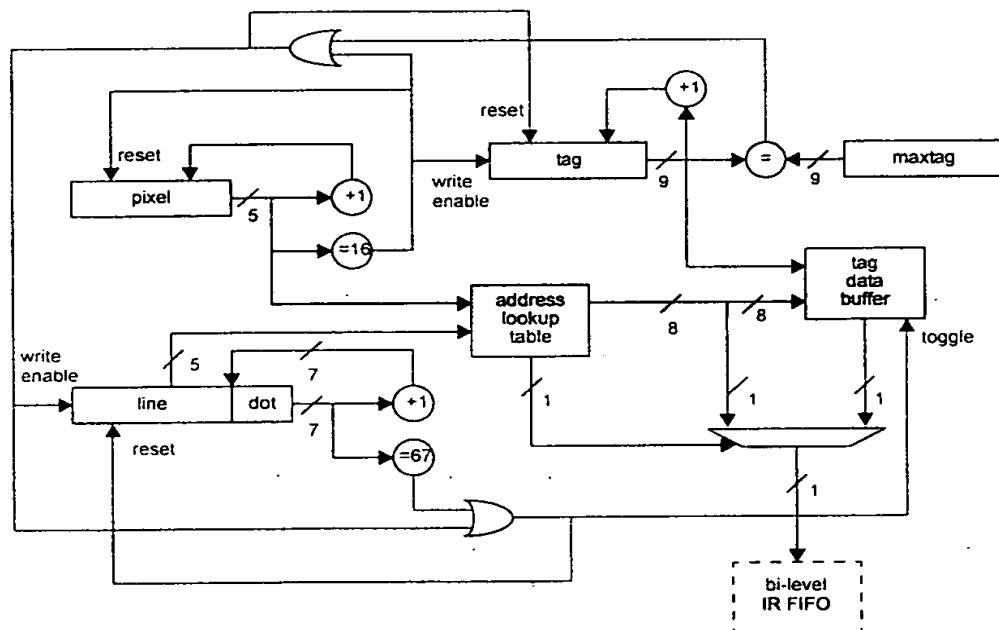 +1
reset
reset
tag
=
maxtag
9
9
write
enable
pixel
5
+1
=16
tag
data
buffer
address
lookup
table
8
8
toggle
write
enable
5
7
line
dot
7
+1
1
1
1
reset
=67
1
bi-level
IR FIFO